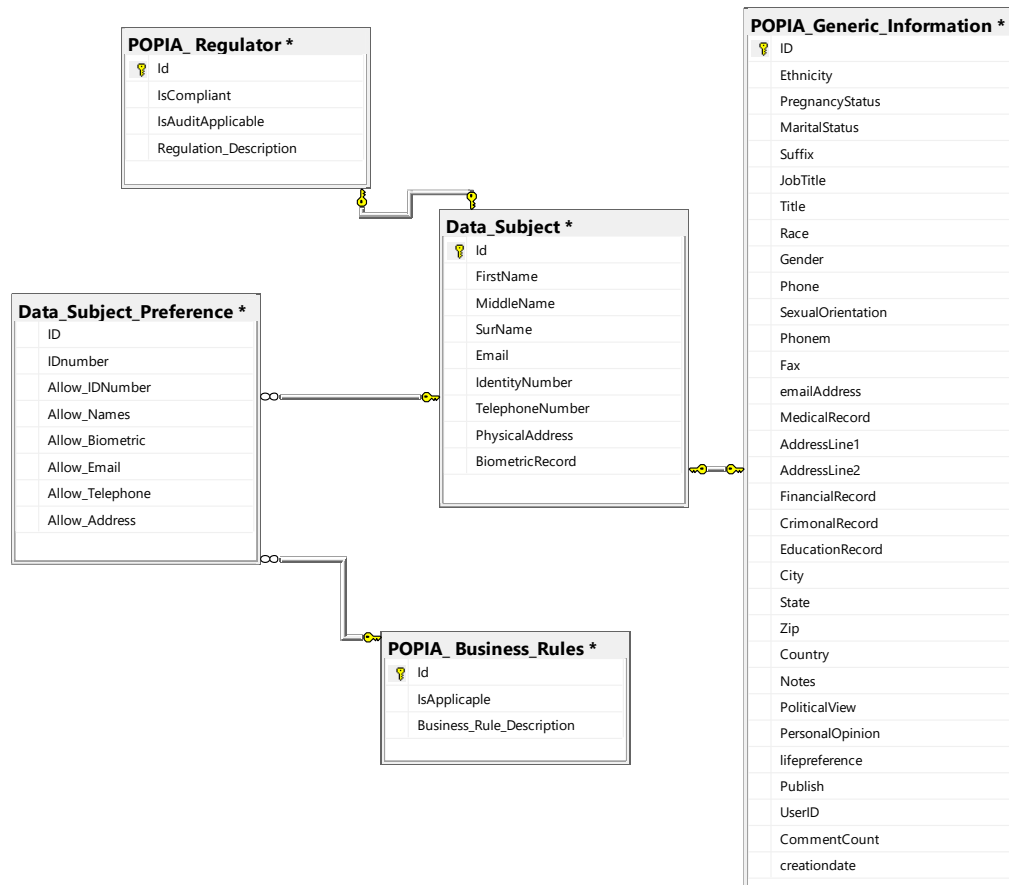 POPIA_ Regulator *
Id
IsCompliant
IsAuditApplicable
Regulation_Description
Data_Subject *
Id
FirstName
MiddleName
SurName
Email
IdentityNumber
TelephoneNumber
PhysicalAddress
BiometricRecord
Data_Subject_Preference *
ID
IDnumber
Allow_IDNumber
Allow_Names
Allow_Biometric
Allow_Email
Allow_Telephone
Allow_Address
POPIA_ Business_Rules *
Id
IsApplicaple
Business_Rule_Description
POPIA_Generic_Information *
ID
Ethnicity
PregnancyStatus
MaritalStatus
Suffix
JobTitle
Title
Race
Gender
Phone
SexualOrientation
Phonem
Fax
emailAddress
MedicalRecord
AddressLine1
AddressLine2
FinancialRecord
CrimonalRecord
EducationRecord
City
State
Zip
Country
Notes
PoliticalView
PersonalOpinion
lifepreference
Publish
UserID
CommentCount
creationdate